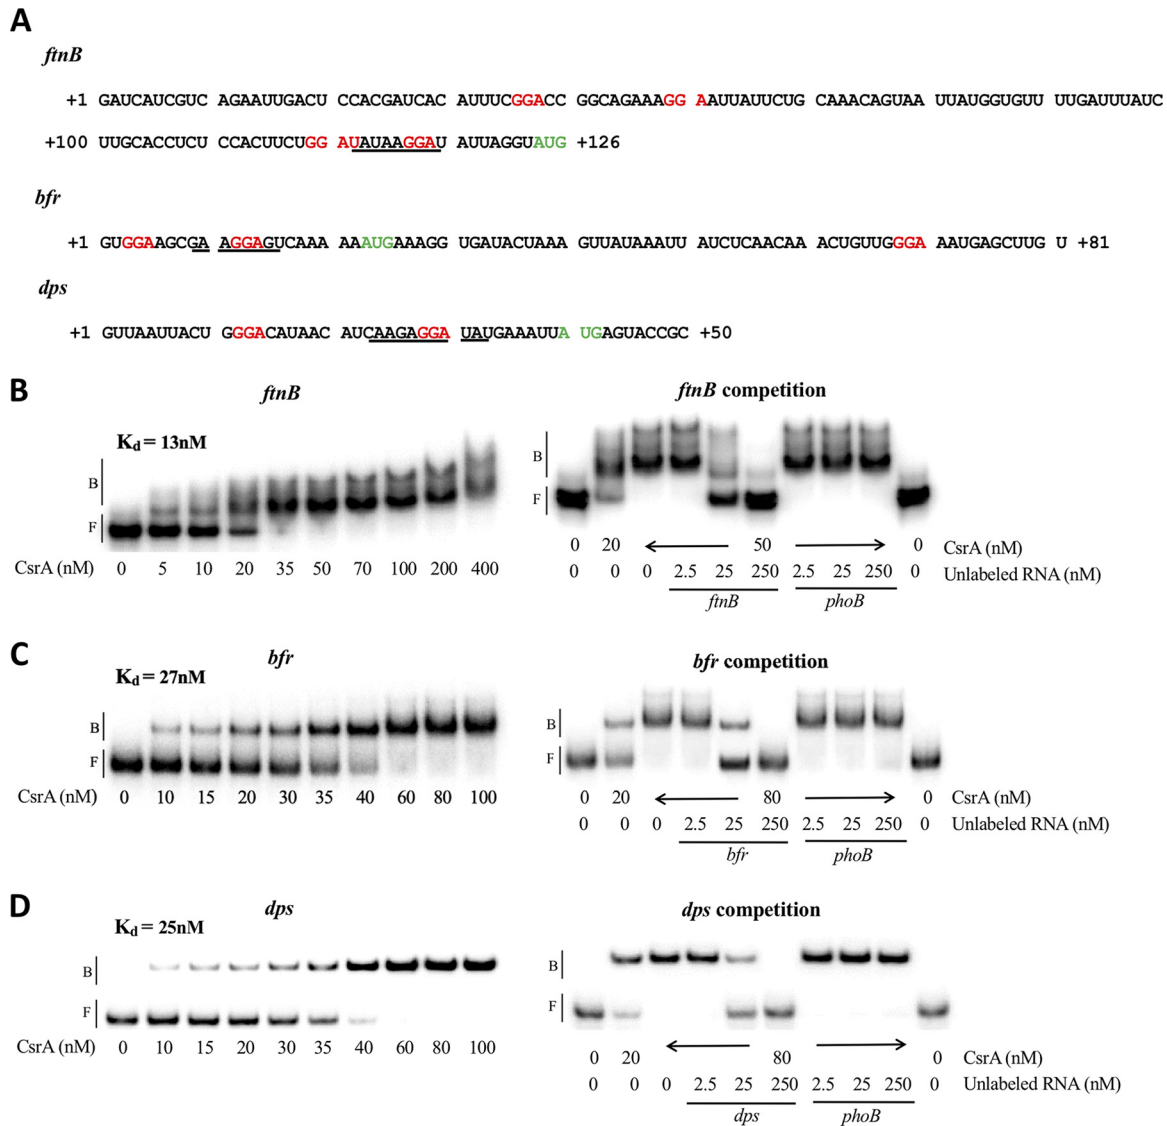 A
ftnB
+1 GAUCAUCGUC AGAAUUGACU CCACGAUCAC AUUUCGGACC GGCAGAAAGG AAUUAUUCUG CAAACAGUAA UUAUGGUGUU UUGAUUUAUC
+100 UUGCACCUCU CCACUUCUGG AUAUAAGGAU AUUAGGUAUG +126
bfr
+1 GUGGAAGCGA AGGAGUCAAA AAAUGAAAGG UGAUACUAAA GUUAUAAAUU AUCUCAACAA ACUGUUGGGA AAUGAGCUUG U +81
dps
+1 GUUAAUUACU GGGACAUAAC AUCAAGAGGA UAUGAAAUUA UGAGUACCGC +50
B
ftnB
ftnB competition
Kd = 13nM
B
F
B
F
CsrA (nM) 0 5 10 20 35 50 70 100 200 400
0 20 50 0 CsrA (nM)
0 0 0 2.5 25 250 2.5 25 250 0 Unlabeled RNA (nM)
ftnB phoB
C
bfr
bfr competition
Kd = 27nM
B
F
B
F
CsrA (nM) 0 10 15 20 30 35 40 60 80 100
0 20 80 0 CsrA (nM)
0 0 0 2.5 25 250 2.5 25 250 0 Unlabeled RNA (nM)
bfr phoB
D
dps
dps competition
Kd = 25nM
B
F
B
F
CsrA (nM) 0 10 15 20 30 35 40 60 80 100
0 20 80 0 CsrA (nM)
0 0 0 2.5 25 250 2.5 25 250 0 Unlabeled RNA (nM)
dps phoB